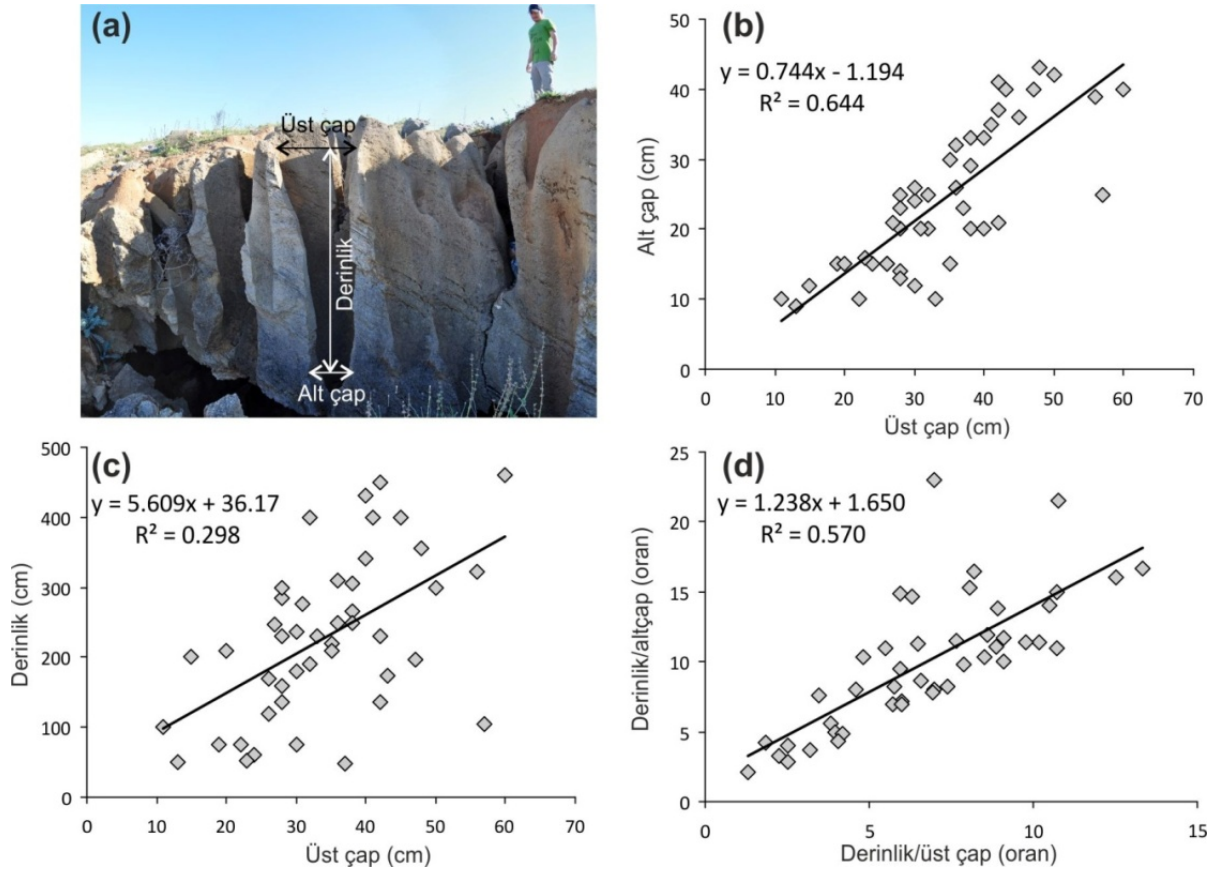 (a)
Üst çap
Derinlik
Alt çap
(b)
y = 0.744x - 1.194
R² = 0.644
50
40
30
20
10
0
Alt çap (cm)
0 10 20 30 40 50 60 70
Üst çap (cm)
(c)
y = 5.609x + 36.17
R² = 0.298
500
400
300
200
100
0
Derinlik (cm)
0 10 20 30 40 50 60 70
Üst çap (cm)
(d)
y = 1.238x + 1.650
R² = 0.570
25
20
15
10
5
0
Derinlik/altçap (oran)
0 5 10 15
Derinlik/üst çap (oran)